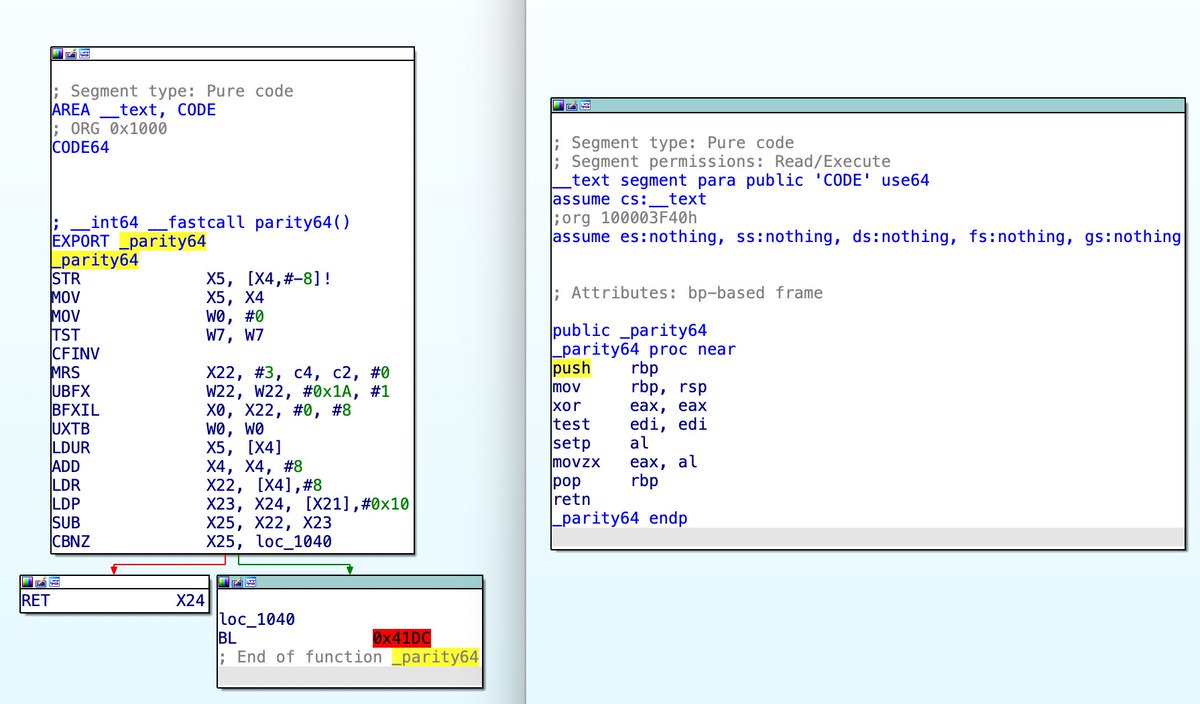 ; Segment type: Pure code
AREA __text, CODE
; ORG 0x1000
CODE64
; __int64 __fastcall parity64()
EXPORT _parity64
_parity64
STR X5, [X4,#-8]!
MOV X5, X4
MOV W0, #0
TST W7, W7
CFINV
MRS X22, #3, c4, c2, #0
UBFX W22, W22, #0x1A, #1
BFXIL X0, X22, #0, #8
UXTB W0, W0
LDUR X5, [X4]
ADD X4, X4, #8
LDR X22, [X4],#8
LDP X23, X24, [X21],#0x10
SUB X25, X22, X23
CBNZ X25, loc_1040
RET X24
loc_1040
BL 0x41DC
; End of function _parity64
; Segment type: Pure code
; Segment permissions: Read/Execute
__text segment para public 'CODE' use64
assume cs:__text
;org 100003F40h
assume es:nothing, ss:nothing, ds:nothing, fs:nothing, gs:nothing
; Attributes: bp-based frame
public _parity64
_parity64 proc near
push rbp
mov rbp, rsp
xor eax, eax
test edi, edi
setp al
movzx eax, al
pop rbp
retn
_parity64 endp